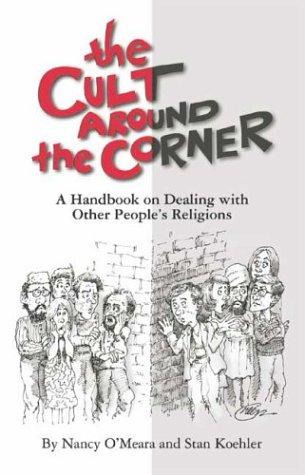 the
CULT
AROUND
the CORNER
A Handbook on Dealing with
Other People's Religions
By Nancy O'Meara and Stan Koehler